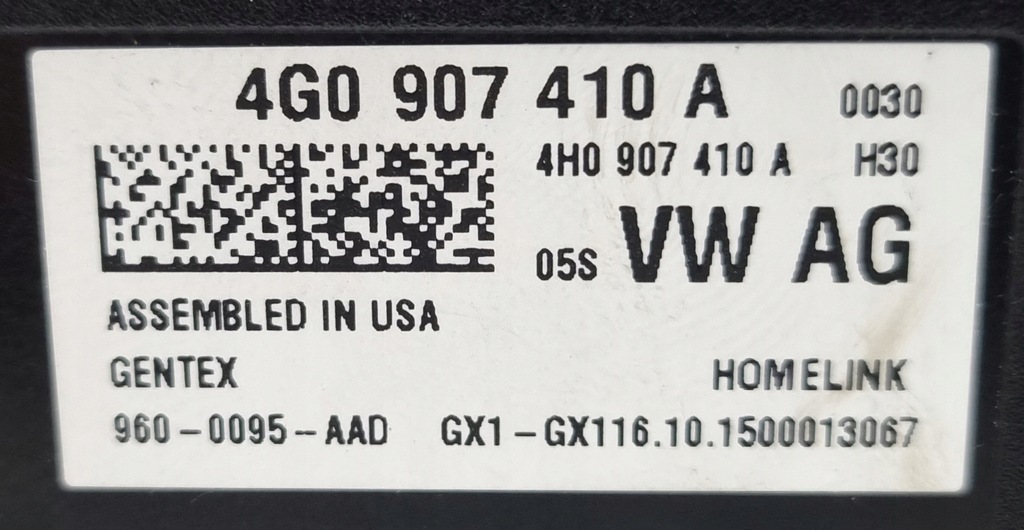 4G0 907 410 A 0030
4H0 907 410 A H30
05S VW AG
ASSEMBLED IN USA
GENTEX HOMELINK
960-0095-AAD GX1-GX116.10.1500013067